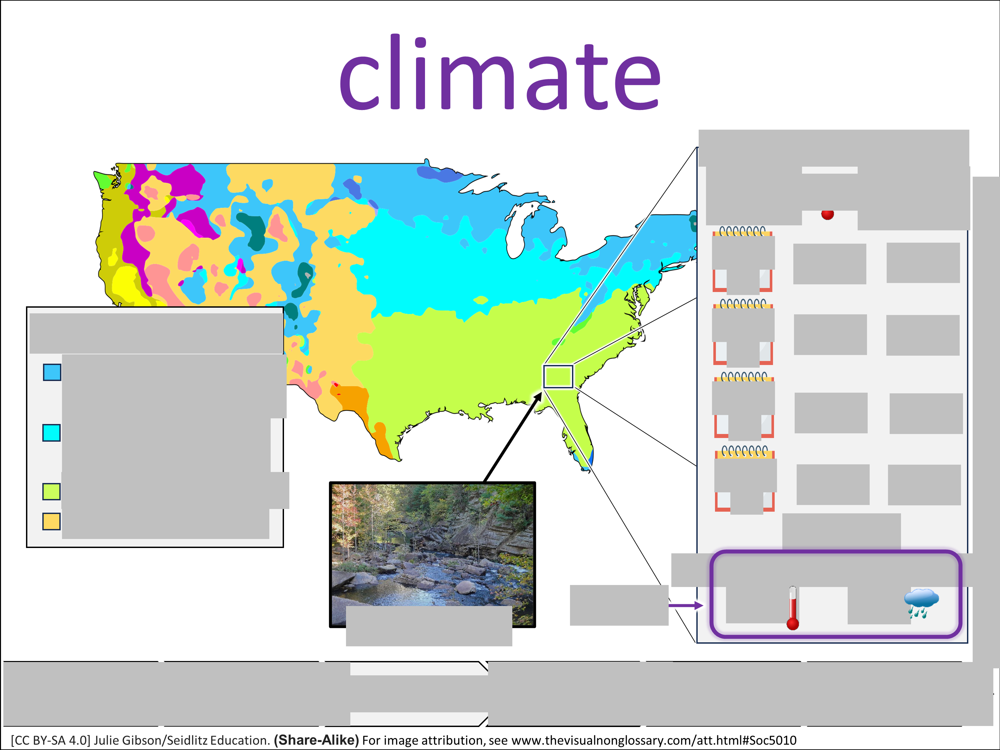 climate
[CC BY-SA 4.0] Julie Gibson/Seidlitz Education. (Share-Alike) For image attribution, see www.thevisualnonglossary.com/att.html#Soc5010